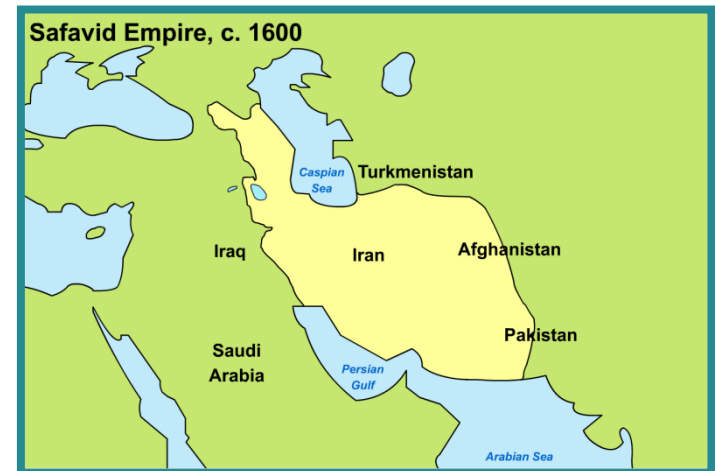 Safavid Empire, c. 1600
Caspian
Sea
Turkmenistan
Iraq
Iran
Afghanistan
Pakistan
Saudi
Arabia
Persian
Gulf
Arabian Sea